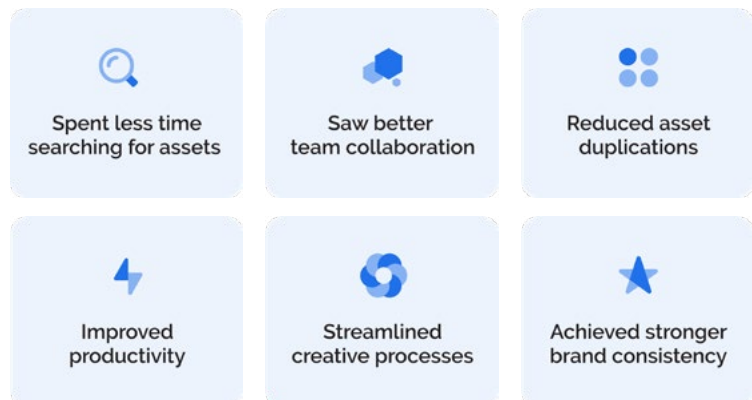 Spent less time
searching for assets
Saw better
team collaboration
Reduced asset
duplications
Improved
productivity
Streamlined
creative processes
Achieved stronger
brand consistency